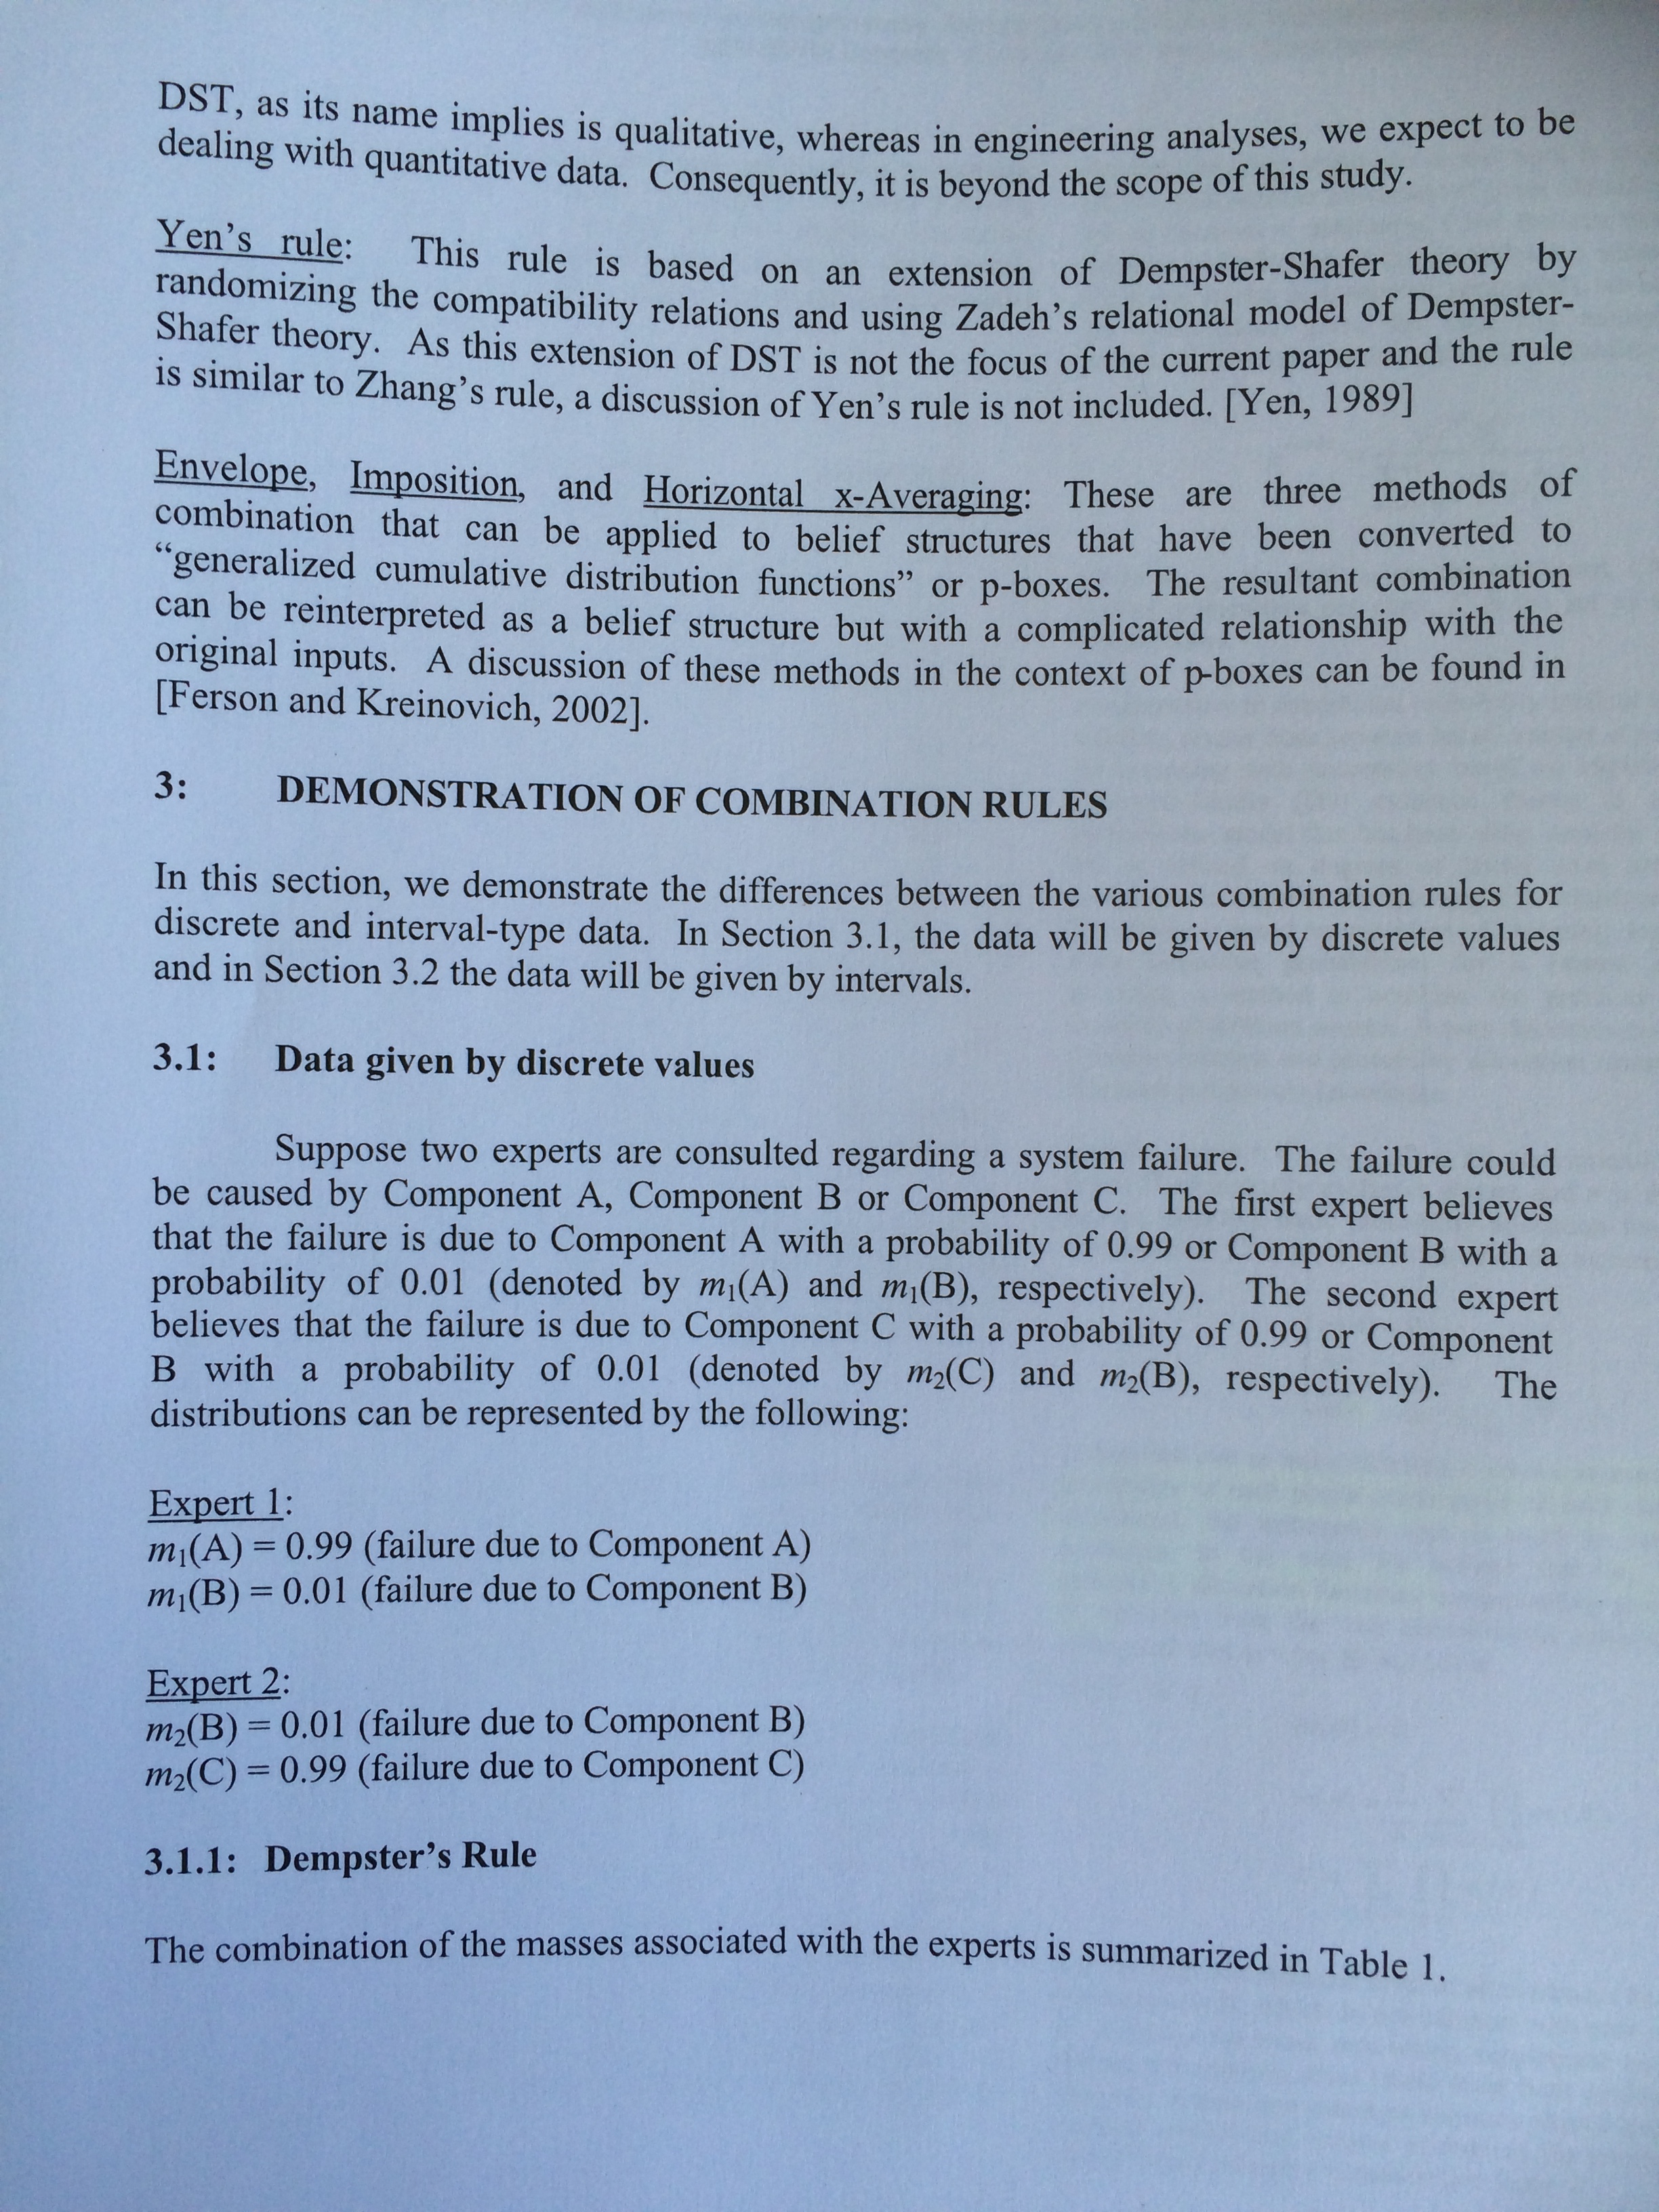 DST, as its name implies is qualitative, whereas in engineering analyses, we expect to be
dealing with quantitative data. Consequently, it is beyond the scope of this study.
Yen’s rule: This rule is based on an extension of Dempster-Shafer theory by
randomizing the compatibility relations and using Zadeh’s relational model of Dempster-
Shafer theory. As this extension of DST is not the focus of the current paper and the rule
is similar to Zhang’s rule, a discussion of Yen’s rule is not included. [Yen, 1989]
Envelope, Imposition, and Horizontal x-Averaging: These are three methods of
combination that can be applied to belief structures that have been converted to
“generalized cumulative distribution functions” or p-boxes. The resultant combination
can be reinterpreted as a belief structure but with a complicated relationship with the
original inputs. A discussion of these methods in the context of p-boxes can be found in
[Ferson and Kreinovich, 2002].
3: DEMONSTRATION OF COMBINATION RULES
In this section, we demonstrate the differences between the various combination rules for
discrete and interval-type data. In Section 3.1, the data will be given by discrete values
and in Section 3.2 the data will be given by intervals.
3.1: Data given by discrete values
Suppose two experts are consulted regarding a system failure. The failure could
be caused by Component A, Component B or Component C. The first expert believes
that the failure is due to Component A with a probability of 0.99 or Component B with a
probability of 0.01 (denoted by m₁(A) and m₁(B), respectively). The second expert
believes that the failure is due to Component C with a probability of 0.99 or Component
B with a probability of 0.01 (denoted by m₂(C) and m₂(B), respectively). The
distributions can be represented by the following:
Expert 1:
m₁(A) = 0.99 (failure due to Component A)
m₁(B) = 0.01 (failure due to Component B)
Expert 2:
m₂(B) = 0.01 (failure due to Component B)
m₂(C) = 0.99 (failure due to Component C)
3.1.1: Dempster’s Rule
The combination of the masses associated with the experts is summarized in Table 1.